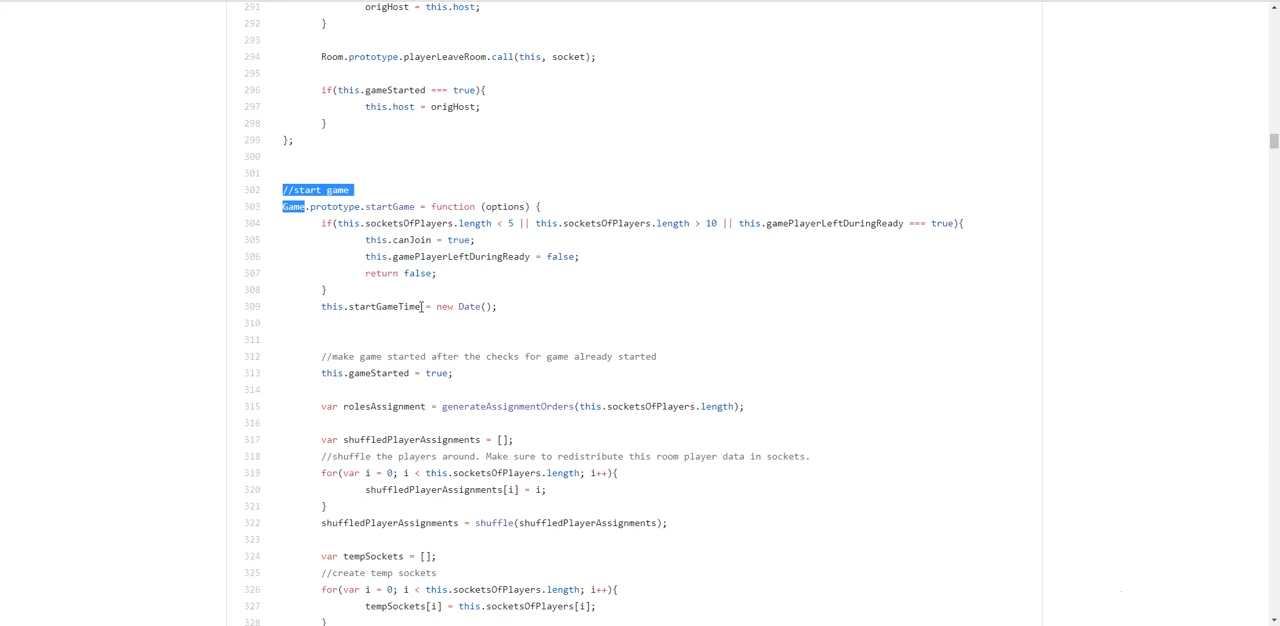 291 origHost = this.host;
292 }
293
294 Room.prototype.playerLeaveRoom.call(this, socket);
295
296 if(this.gameStarted === true){
297 this.host = origHost;
298 }
299 };
300
301
302 //start game
303 Game.prototype.startGame = function (options) {
304 if(this.socketsOfPlayers.length < 5 || this.socketsOfPlayers.length > 10 || this.gamePlayerLeftDuringReady === true){
305 this.canJoin = true;
306 this.gamePlayerLeftDuringReady = false;
307 return false;
308 }
309 this.startGameTime = new Date();
310
311
312 //make game started after the checks for game already started
313 this.gameStarted = true;
314
315 var rolesAssignment = generateAssignmentOrders(this.socketsOfPlayers.length);
316
317 var shuffledPlayerAssignments = [];
318 //shuffle the players around. Make sure to redistribute this room player data in sockets.
319 for(var i = 0; i < this.socketsOfPlayers.length; i++){
320 shuffledPlayerAssignments[i] = i;
321 }
322 shuffledPlayerAssignments = shuffle(shuffledPlayerAssignments);
323
324 var tempSockets = [];
325 //create temp sockets
326 for(var i = 0; i < this.socketsOfPlayers.length; i++){
327 tempSockets[i] = this.socketsOfPlayers[i];
328 }